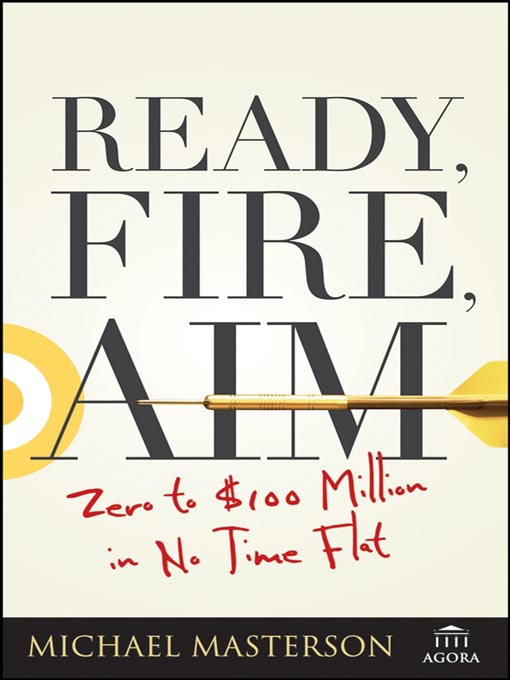 READY,
FIRE,
AIM
Zero to $100 Million
in No Time Flat
MICHAEL MASTERSON
AGORA